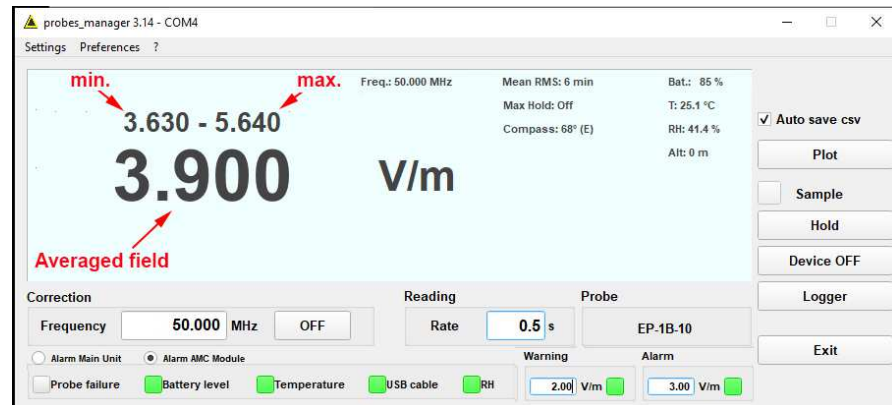 probes_manager 3.14 - COM4
Settings Preferences ?
min. max. Freq.: 50.000 MHz Mean RMS: 6 min Bat.: 85 %
Max Hold: Off T: 25.1 °C
3.630 - 5.640 Compass: 68° (E) RH: 41.4 % Auto save csv
Alt: 0 m Plot
3.900 V/m Sample
Hold
Averaged field Device OFF
Correction Reading Probe Logger
Frequency 50.000 MHz OFF Rate 0.5 s EP-1B-10
Alarm Main Unit Alarm AMC Module Warning Alarm Exit
Probe failure Battery level Temperature USB cable RH 2.00 V/m 3.00 V/m